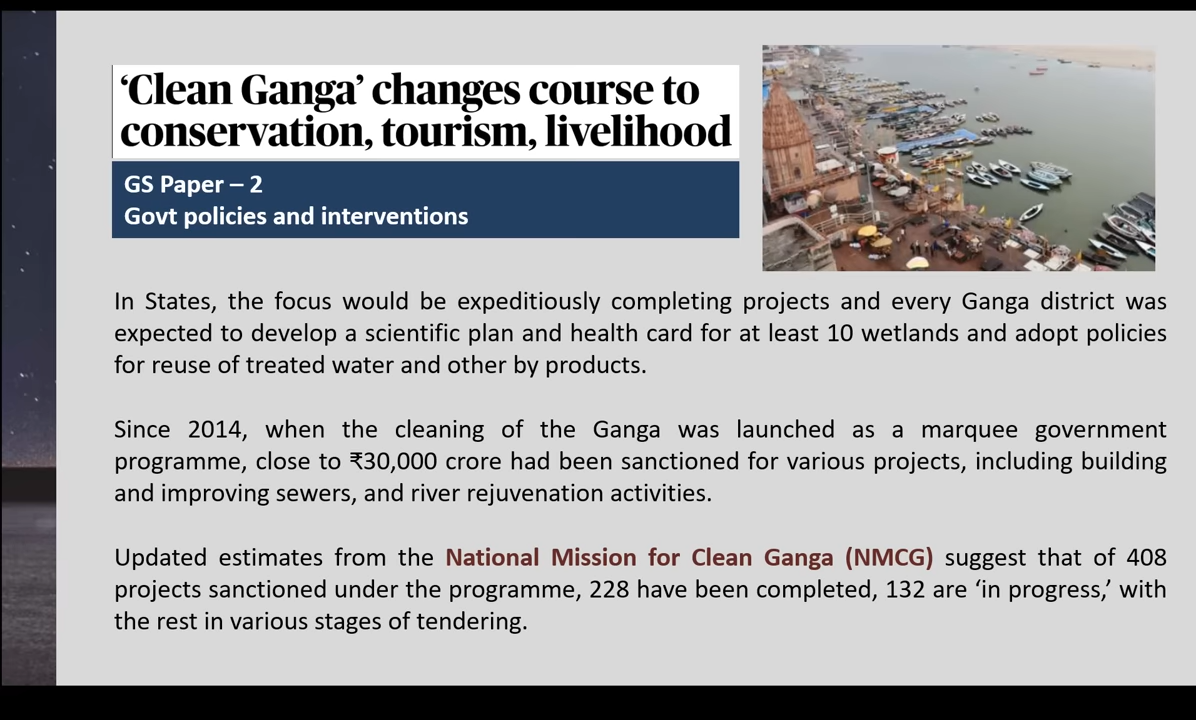 ‘Clean Ganga’ changes course to
conservation, tourism, livelihood
GS Paper – 2
Govt policies and interventions
In States, the focus would be expeditiously completing projects and every Ganga district was
expected to develop a scientific plan and health card for at least 10 wetlands and adopt policies
for reuse of treated water and other by products.
Since 2014, when the cleaning of the Ganga was launched as a marquee government
programme, close to ₹30,000 crore had been sanctioned for various projects, including building
and improving sewers, and river rejuvenation activities.
Updated estimates from the National Mission for Clean Ganga (NMCG) suggest that of 408
projects sanctioned under the programme, 228 have been completed, 132 are ‘in progress,’ with
the rest in various stages of tendering.